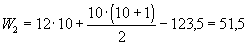 W₂ = 12·10 + 10·(10+1)/2 − 123,5 = 51,5